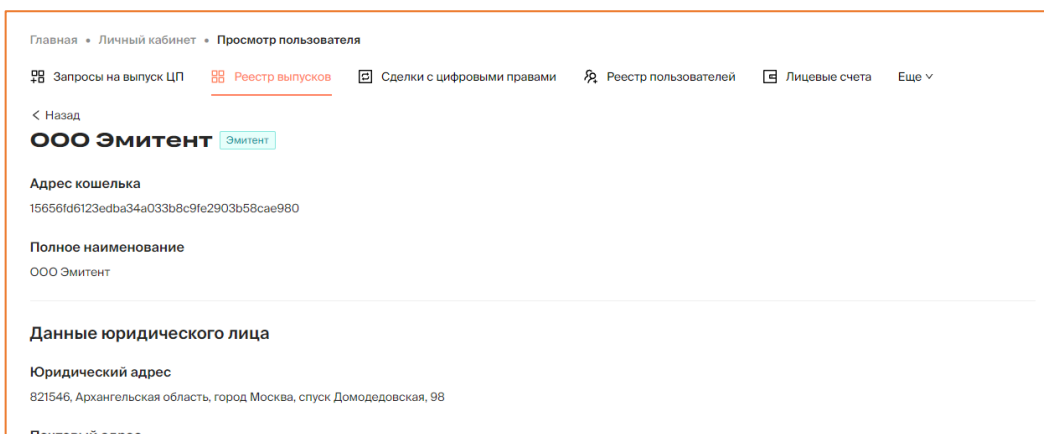 Главная • Личный кабинет • Просмотр пользователя
Запросы на выпуск ЦП Реестр выпусков Сделки с цифровыми правами Реестр пользователей Лицевые счета Еще
< Назад
ООО Эмитент Эмитент
Адрес кошелька
15656fd6123edba34a033b8c9fe2903b58cae980
Полное наименование
ООО Эмитент
Данные юридического лица
Юридический адрес
821546, Архангельская область, город Москва, спуск Домодедовская, 98